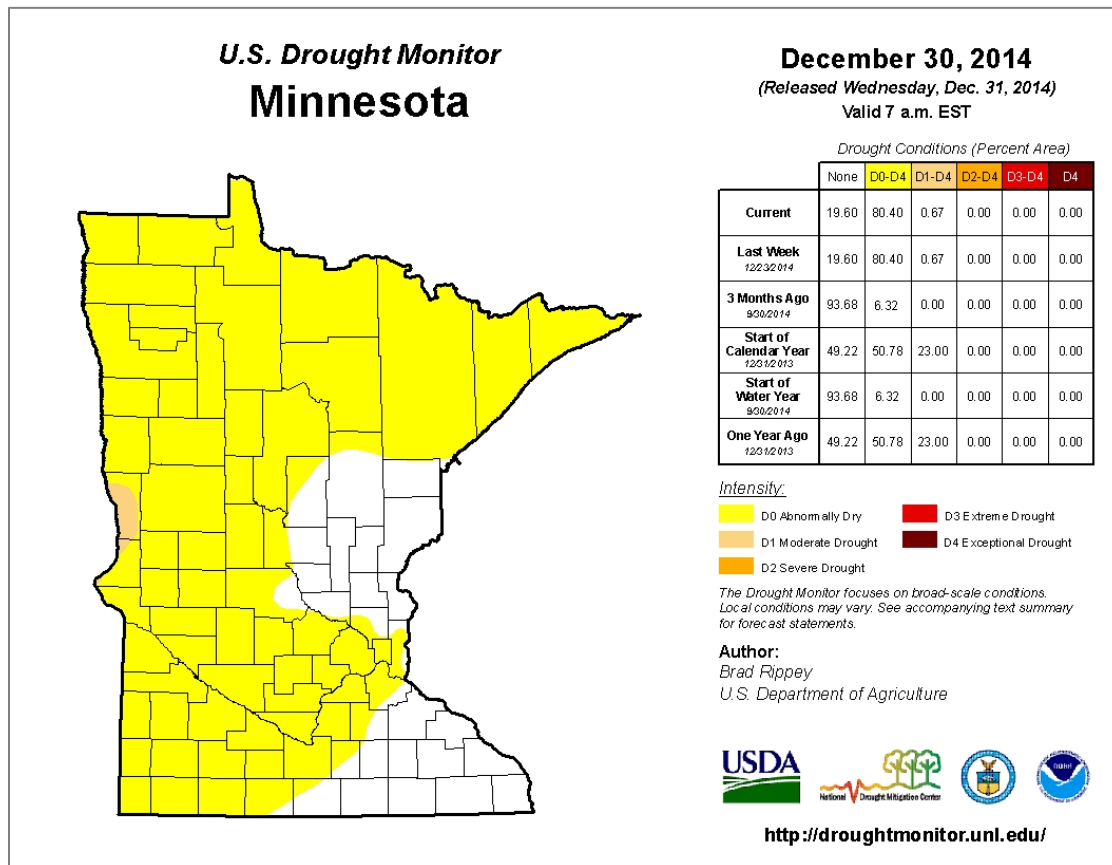 U.S. Drought Monitor
Minnesota
December 30, 2014
(Released Wednesday, Dec. 31, 2014)
Valid 7 a.m. EST
Drought Conditions (Percent Area)
None D0-D4 D1-D4 D2-D4 D3-D4 D4
Current 19.60 80.40 0.67 0.00 0.00 0.00
Last Week
12/23/2014 19.60 80.40 0.67 0.00 0.00 0.00
3 Months Ago
9/30/2014 93.68 6.32 0.00 0.00 0.00 0.00
Start of
Calendar Year
12/31/2013 49.22 50.78 23.00 0.00 0.00 0.00
Start of
Water Year
9/30/2014 93.68 6.32 0.00 0.00 0.00 0.00
One Year Ago
12/31/2013 49.22 50.78 23.00 0.00 0.00 0.00
Intensity:
D0 Abnormally Dry
D1 Moderate Drought
D2 Severe Drought
D3 Extreme Drought
D4 Exceptional Drought
The Drought Monitor focuses on broad-scale conditions.
Local conditions may vary. See accompanying text summary
for forecast statements.
Author:
Brad Rippey
U.S. Department of Agriculture
USDA
National Drought Mitigation Center
http://droughtmonitor.unl.edu/